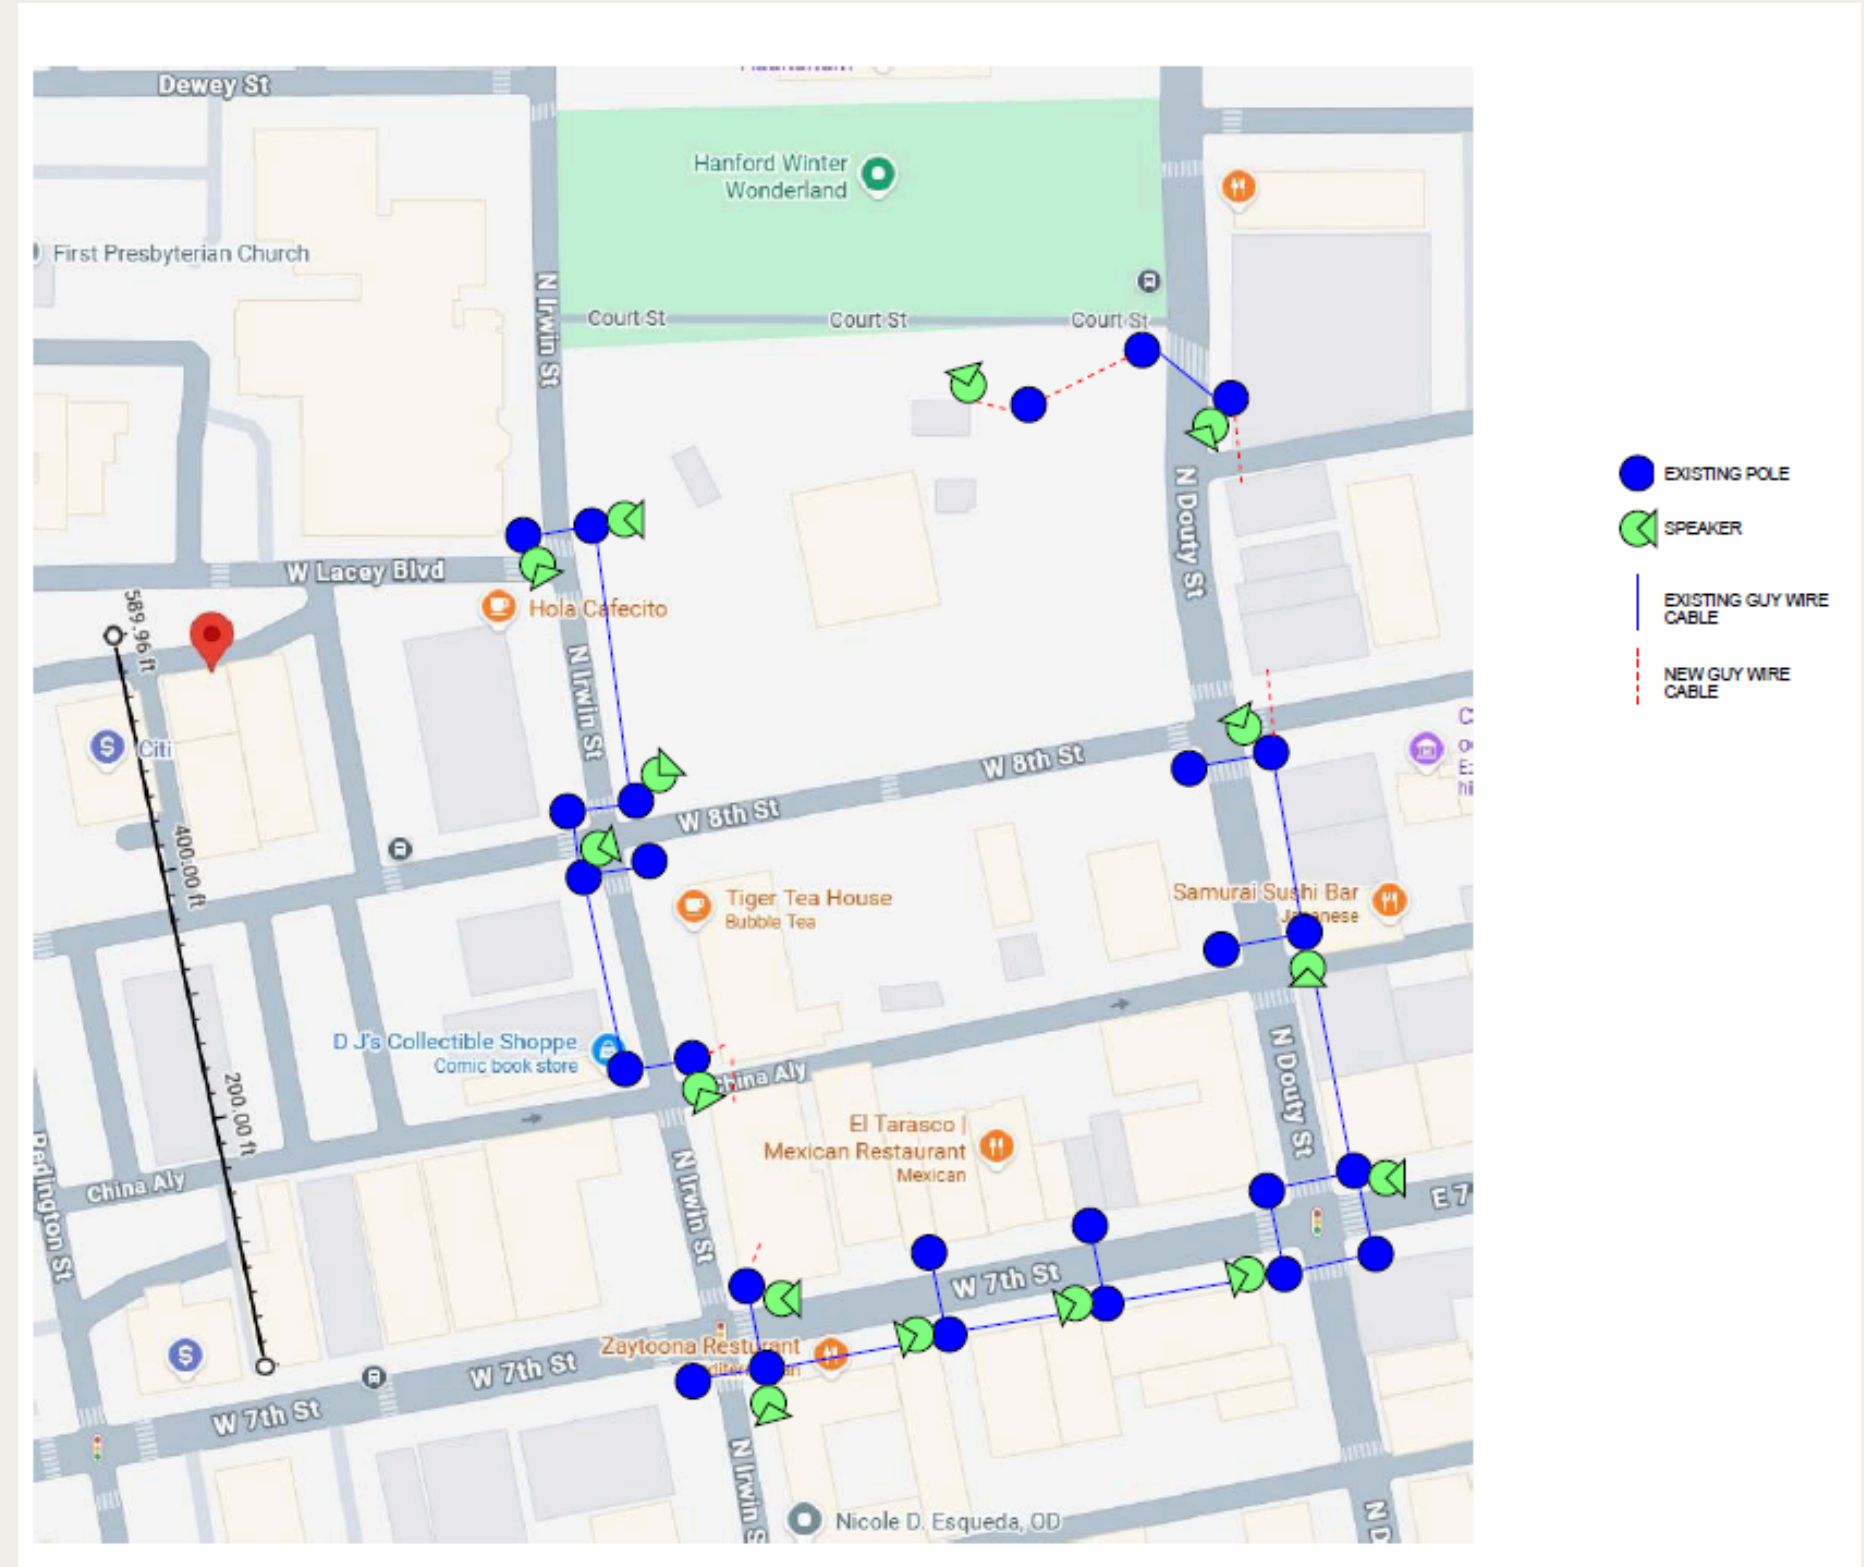 Dewey St
Hanford Winter
Wonderland
First Presbyterian Church
N Irwin St
Court St
Court St
Court St
N Douty St
W Lacey Blvd
Hola Cafecito
589.96 ft
N Irwin St
Citi
W 8th St
W 8th St
400.00 ft
Tiger Tea House
Bubble Tea
Samurai Sushi Bar
D J's Collectible Shoppe
Comic book store
China Aly
200.00 ft
N Douty St
El Tarasco |
Mexican Restaurant
Mexican
China Aly
N Irwin St
E 7
W 7th St
Zaytoona Resturant
W 7th St
W 7th St
N Irwin S
N D
Nicole D. Esqueda, OD
EXISTING POLE
SPEAKER
EXISTING GUY WIRE
CABLE
NEW GUY WIRE
CABLE